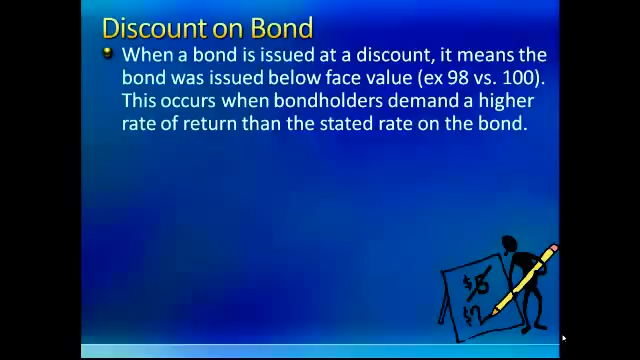 Discount on Bond
When a bond is issued at a discount, it means the
bond was issued below face value (ex 98 vs. 100).
This occurs when bondholders demand a higher
rate of return than the stated rate on the bond.
$5
$2